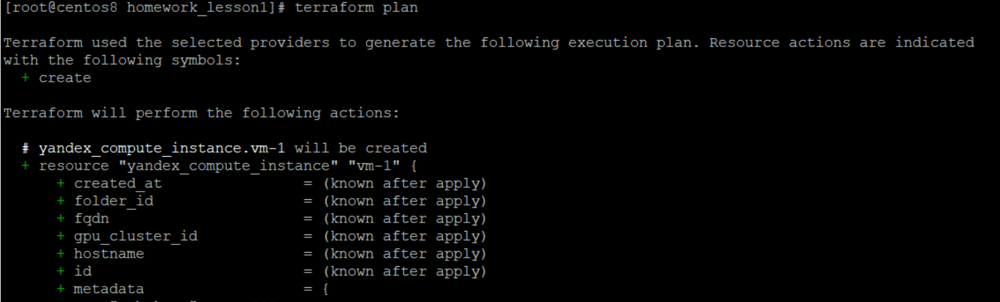 [root@centos8 homework_lesson1]# terraform plan
Terraform used the selected providers to generate the following execution plan. Resource actions are indicated
with the following symbols:
+ create
Terraform will perform the following actions:
# yandex_compute_instance.vm-1 will be created
+ resource "yandex_compute_instance" "vm-1" {
+ created_at = (known after apply)
+ folder_id = (known after apply)
+ fqdn = (known after apply)
+ gpu_cluster_id = (known after apply)
+ hostname = (known after apply)
+ id = (known after apply)
+ metadata = {